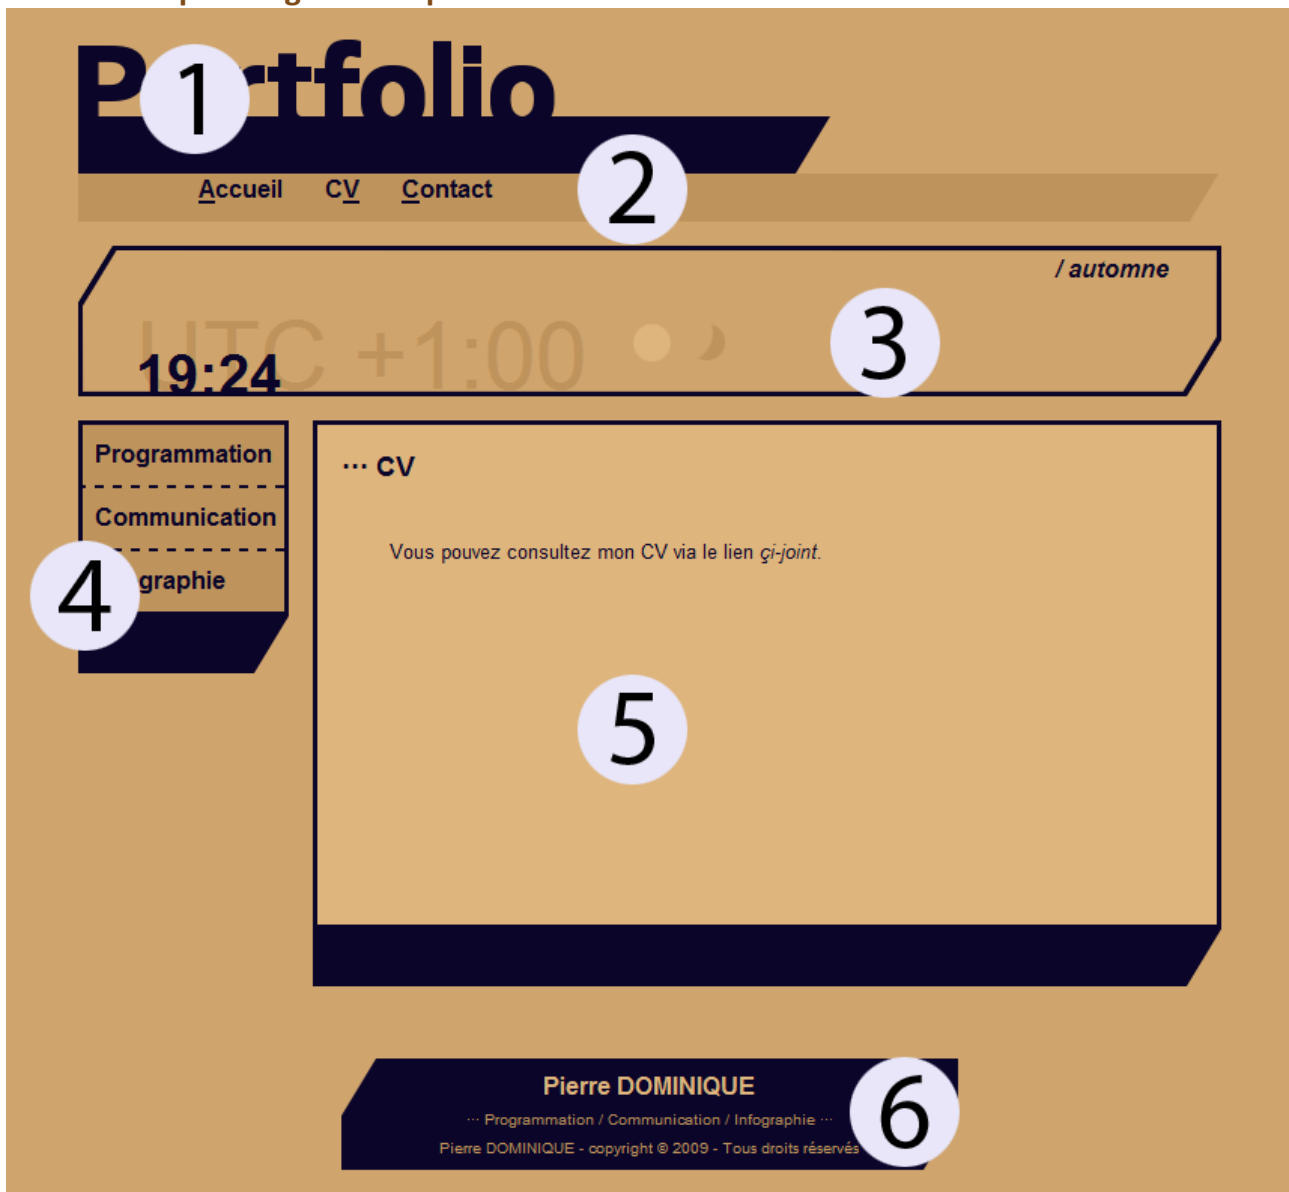 Portfolio
1
2
Accueil CV Contact
/ automne
3
UTC +1:00
19:24
Programmation
Communication
graphie
4
··· CV
Vous pouvez consultez mon CV via le lien çi-joint.
5
Pierre DOMINIQUE
6
··· Programmation / Communication / Infographie ···
Pierre DOMINIQUE - copyright © 2009 - Tous droits réservés